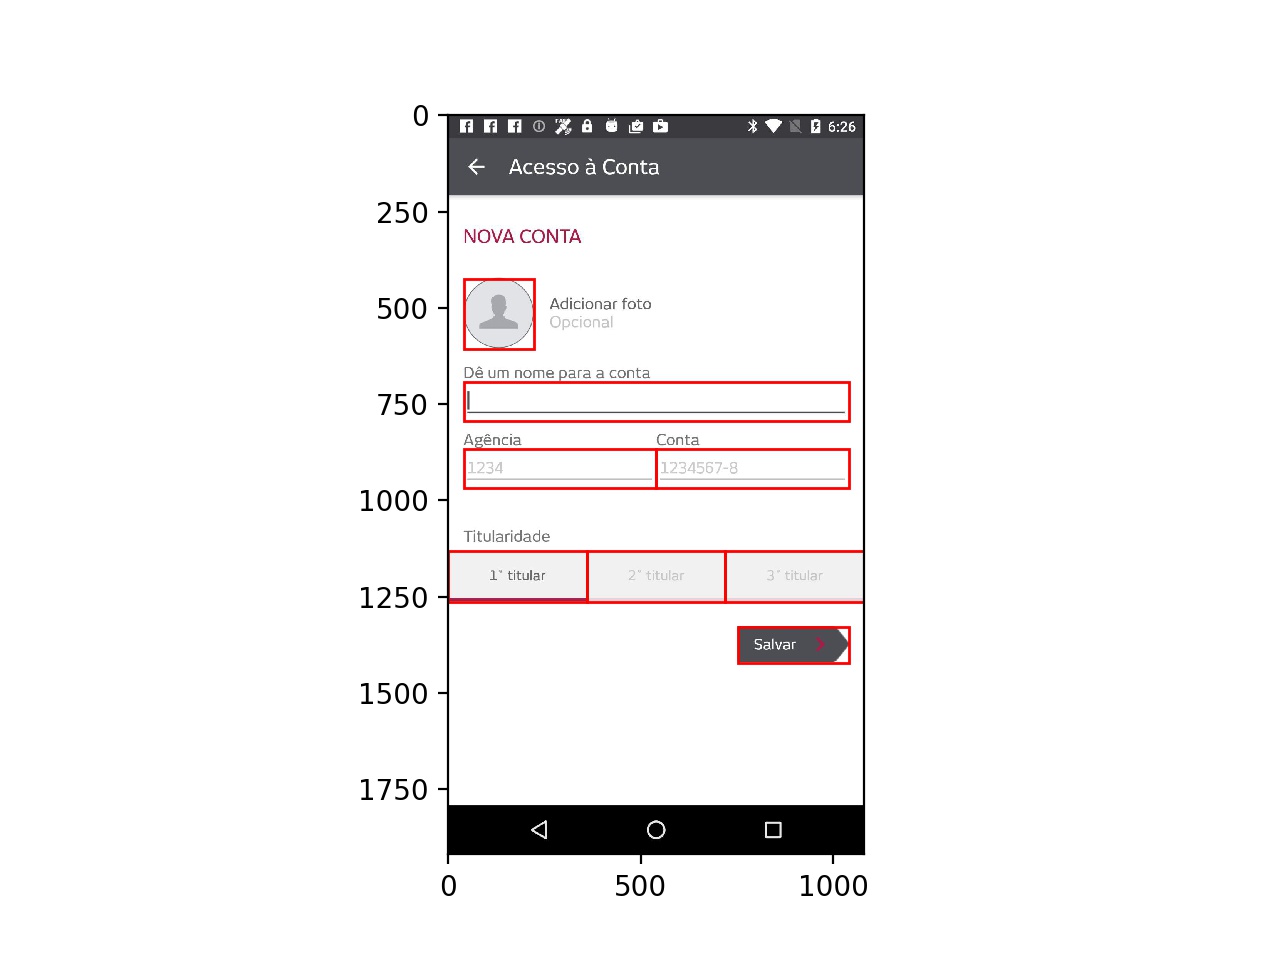 0
6:26
Acesso à Conta
250
NOVA CONTA
500
Adicionar foto
Opcional
Dê um nome para a conta
750
Agência Conta
1234 1234567-8
1000
Titularidade
1° titular 2° titular 3° titular
1250
Salvar
1500
1750
0 500 1000